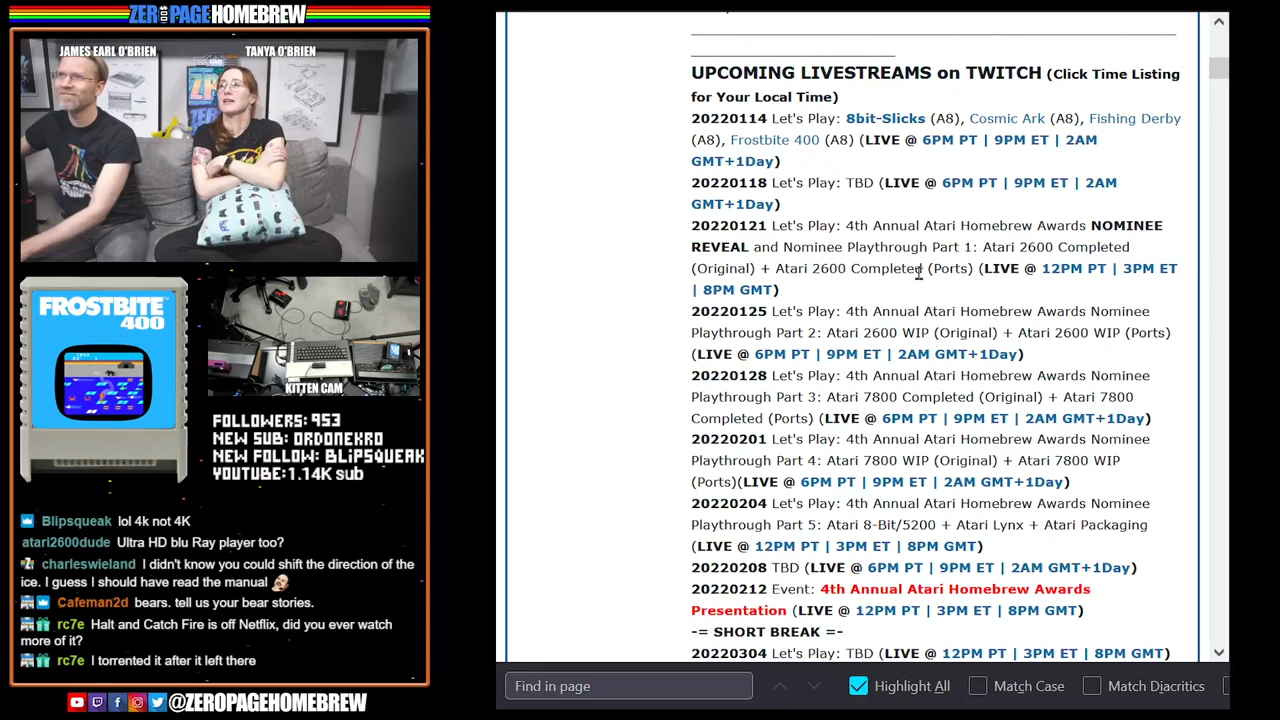 ZEROPAGE HOMEBREW
JAMES EARL O'BRIEN
TANYA O'BRIEN
FROSTBITE
400
KITTEN CAM
FOLLOWERS: 953
NEW SUB: ORDONEKRO
NEW FOLLOW: BLIPSQUEAK
YOUTUBE: 1.14K sub
Blipsqueak lol 4k not 4K
atari2600dude Ultra HD blu Ray player too?
charleswieland I didn't know you could shift the direction of the
ice. I guess I should have read the manual
Cafeman2d bears. tell us your bear stories.
rc7e Halt and Catch Fire is off Netflix, did you ever watch
more of it?
rc7e I torrented it after it left there
@ZEROPAGEHOMEBREW
UPCOMING LIVESTREAMS on TWITCH (Click Time Listing
for Your Local Time)
20220114 Let's Play: 8bit-Slicks (A8), Cosmic Ark (A8), Fishing Derby
(A8), Frostbite 400 (A8) (LIVE @ 6PM PT | 9PM ET | 2AM
GMT+1Day)
20220118 Let's Play: TBD (LIVE @ 6PM PT | 9PM ET | 2AM
GMT+1Day)
20220121 Let's Play: 4th Annual Atari Homebrew Awards NOMINEE
REVEAL and Nominee Playthrough Part 1: Atari 2600 Completed
(Original) + Atari 2600 Completed (Ports) (LIVE @ 12PM PT | 3PM ET
| 8PM GMT)
20220125 Let's Play: 4th Annual Atari Homebrew Awards Nominee
Playthrough Part 2: Atari 2600 WIP (Original) + Atari 2600 WIP (Ports)
(LIVE @ 6PM PT | 9PM ET | 2AM GMT+1Day)
20220128 Let's Play: 4th Annual Atari Homebrew Awards Nominee
Playthrough Part 3: Atari 7800 Completed (Original) + Atari 7800
Completed (Ports) (LIVE @ 6PM PT | 9PM ET | 2AM GMT+1Day)
20220201 Let's Play: 4th Annual Atari Homebrew Awards Nominee
Playthrough Part 4: Atari 7800 WIP (Original) + Atari 7800 WIP
(Ports)(LIVE @ 6PM PT | 9PM ET | 2AM GMT+1Day)
20220204 Let's Play: 4th Annual Atari Homebrew Awards Nominee
Playthrough Part 5: Atari 8-Bit/5200 + Atari Lynx + Atari Packaging
(LIVE @ 12PM PT | 3PM ET | 8PM GMT)
20220208 TBD (LIVE @ 6PM PT | 9PM ET | 2AM GMT+1Day)
20220212 Event: 4th Annual Atari Homebrew Awards
Presentation (LIVE @ 12PM PT | 3PM ET | 8PM GMT)
-= SHORT BREAK =-
20220304 Let's Play: TBD (LIVE @ 12PM PT | 3PM ET | 8PM GMT)
Find in page
Highlight All
Match Case
Match Diacritics